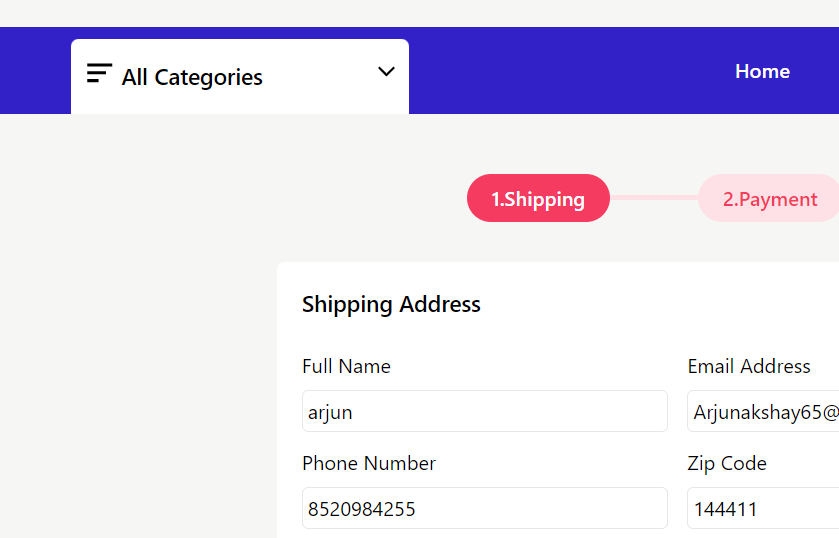 All Categories
Home
1.Shipping
2.Payment
Shipping Address
Full Name
Email Address
arjun
Arjunakshay65@
Phone Number
Zip Code
8520984255
144411